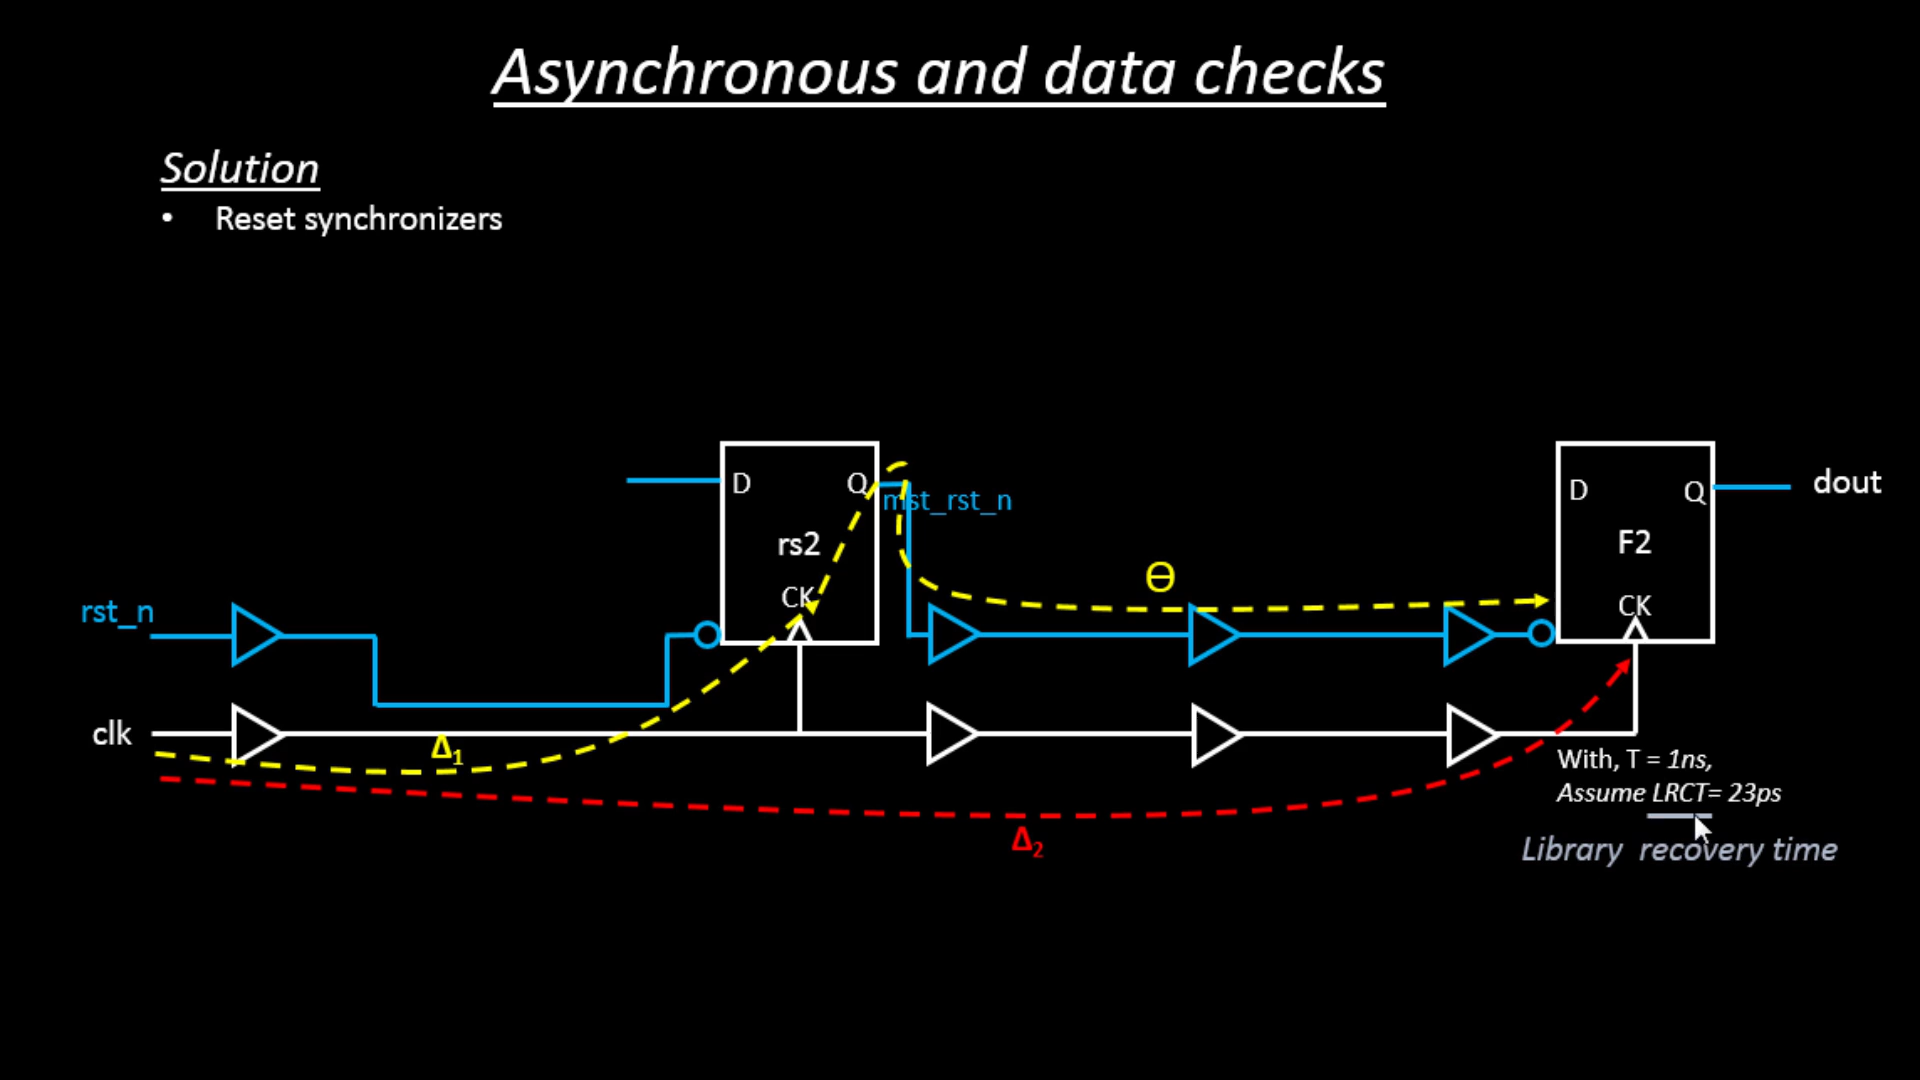 Asynchronous and data checks
Solution
• Reset synchronizers
D
Q
mst_rst_n
rs2
CK
D
Q
dout
F2
CK
rst_n
ϴ
clk
Δ1
Δ2
With, T = 1ns,
Assume LRCT= 23ps
Library recovery time